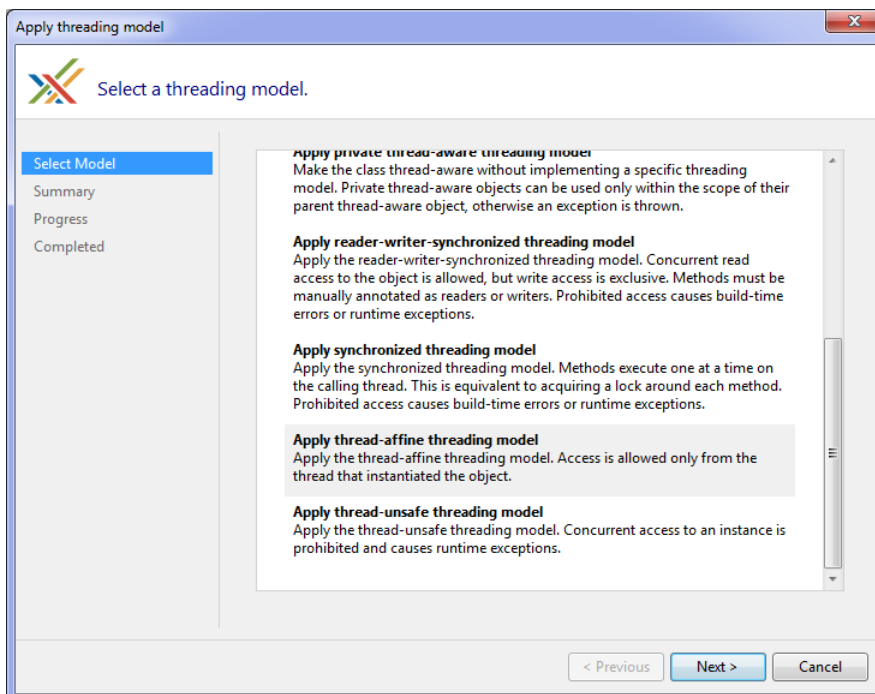 Apply threading model
Select a threading model.
Select Model
Summary
Progress
Completed
Apply private thread-aware threading model
Make the class thread-aware without implementing a specific threading
model. Private thread-aware objects can be used only within the scope of their
parent thread-aware object, otherwise an exception is thrown.
Apply reader-writer-synchronized threading model
Apply the reader-writer-synchronized threading model. Concurrent read
access to the object is allowed, but write access is exclusive. Methods must be
manually annotated as readers or writers. Prohibited access causes build-time
errors or runtime exceptions.
Apply synchronized threading model
Apply the synchronized threading model. Methods execute one at a time on
the calling thread. This is equivalent to acquiring a lock around each method.
Prohibited access causes build-time errors or runtime exceptions.
Apply thread-affine threading model
Apply the thread-affine threading model. Access is allowed only from the
thread that instantiated the object.
Apply thread-unsafe threading model
Apply the thread-unsafe threading model. Concurrent access to an instance is
prohibited and causes runtime exceptions.
< Previous
Next >
Cancel